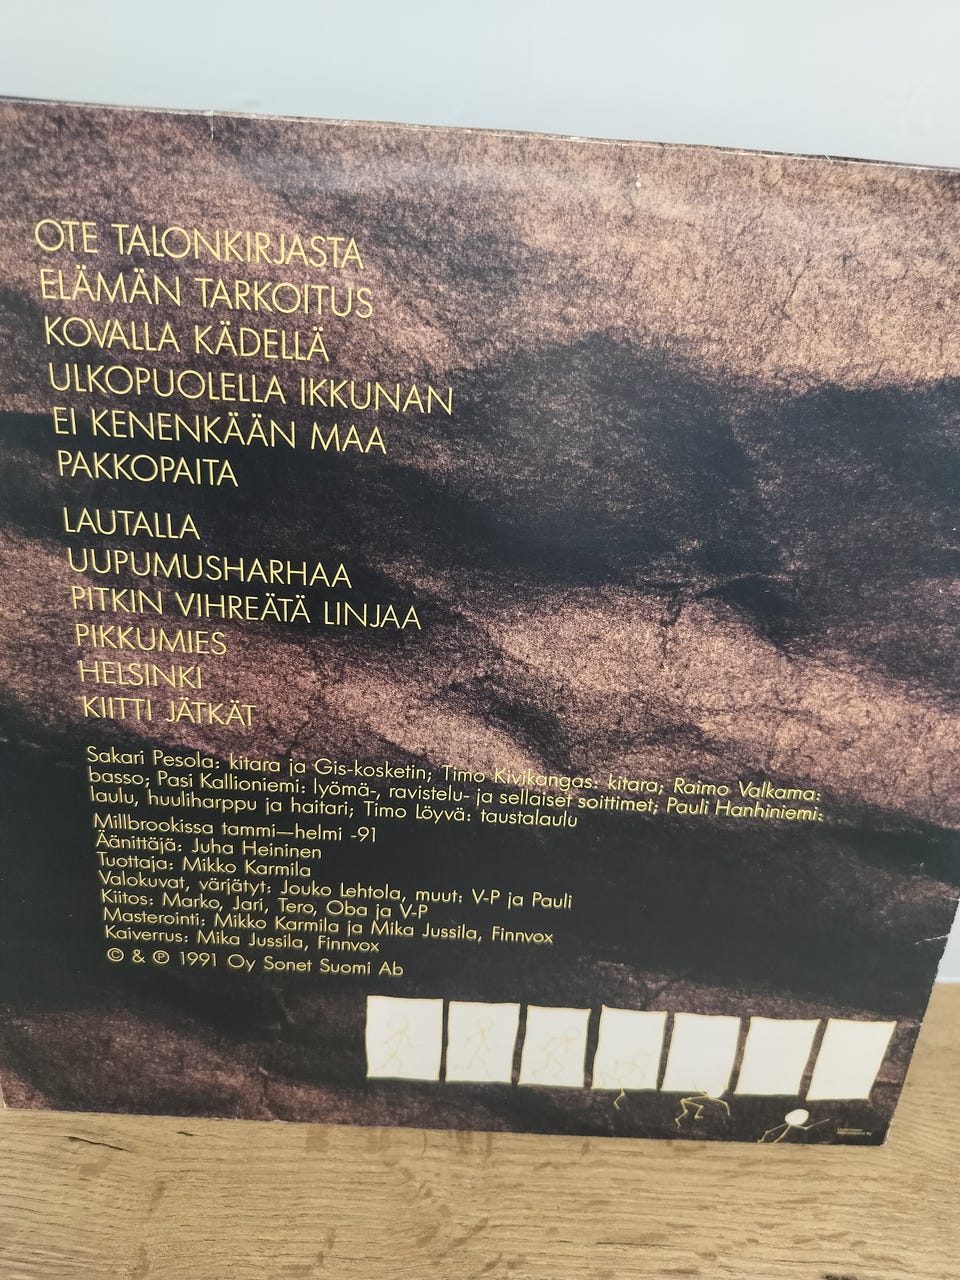 OTE TALONKIRJASTA
ELÄMÄN TARKOITUS
KOVALLA KÄDELLÄ
ULKOPUOLELLA IKKUNAN
EI KENENKÄÄN MAA
PAKKOPAITA
LAUTALLA
UUPUMUSHARHAA
PITKIN VIHREÄTÄ LINJAA
PIKKUMIES
HELSINKI
KIITTI JÄTKÄT
Sakari Pesola: kitara ja Gis-kosketin; Timo Kivikangas: kitara; Raimo Valkama:
basso; Pasi Kallioniemi: lyömä-, ravistelu- ja sellaiset soittimet; Pauli Hanhiniemi:
laulu, huuliharppu ja haitari; Timo Löyvä: taustalaulu
Millbrookissa tammi—helmi -91
Äänittäjä: Juha Heininen
Tuottaja: Mikko Karmila
Valokuvat, värjätyt: Jouko Lehtola, muut: V-P ja Pauli
Kiitos: Marko, Jari, Tero, Oba ja V-P
Masterointi: Mikko Karmila ja Mika Jussila, Finnvox
Kaiverrus: Mika Jussila, Finnvox
© & ℗ 1991 Oy Sonet Suomi Ab